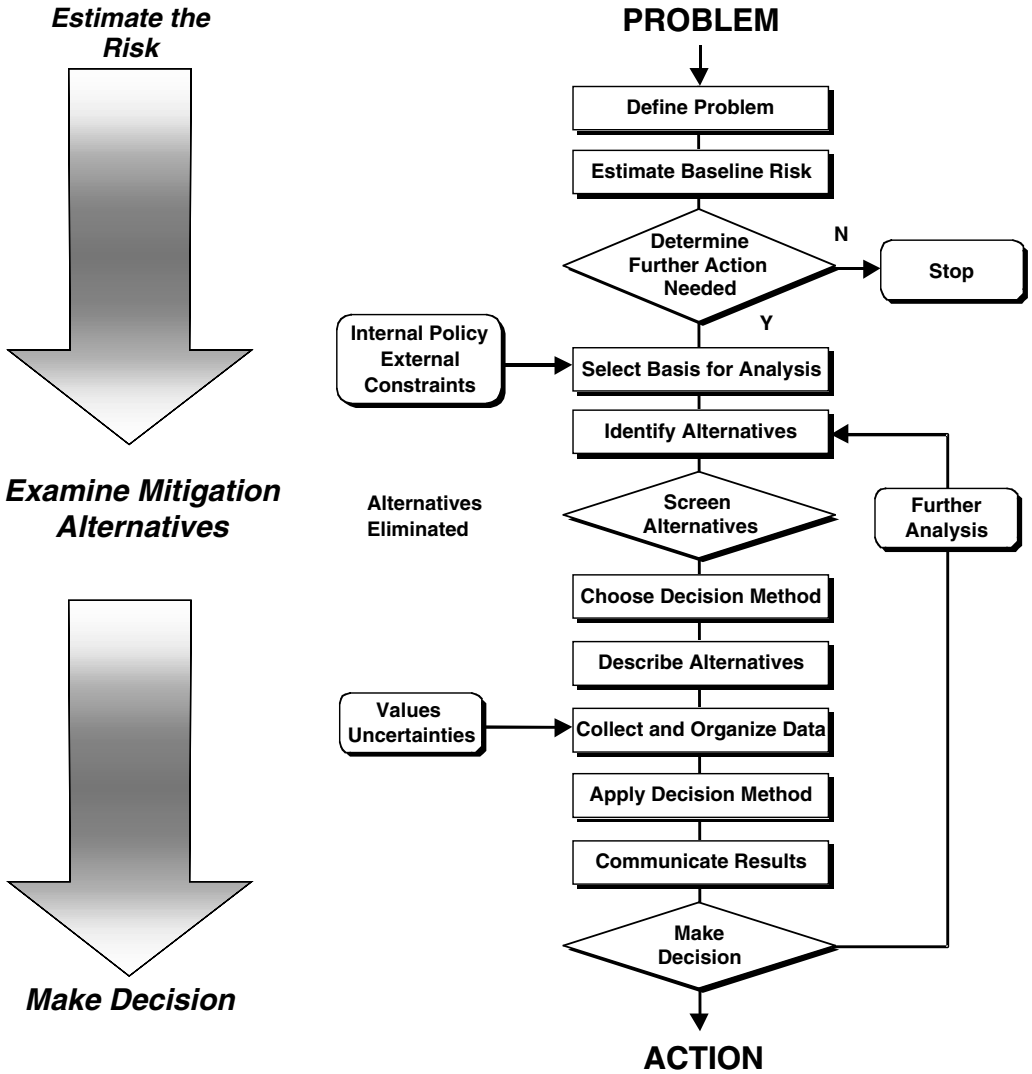 Estimate the
Risk
Examine Mitigation
Alternatives
Make Decision
PROBLEM
Define Problem
Estimate Baseline Risk
Determine
Further Action
Needed
N
Stop
Y
Internal Policy
External
Constraints
Select Basis for Analysis
Identify Alternatives
Alternatives
Eliminated
Screen
Alternatives
Further
Analysis
Choose Decision Method
Describe Alternatives
Values
Uncertainties
Collect and Organize Data
Apply Decision Method
Communicate Results
Make
Decision
ACTION